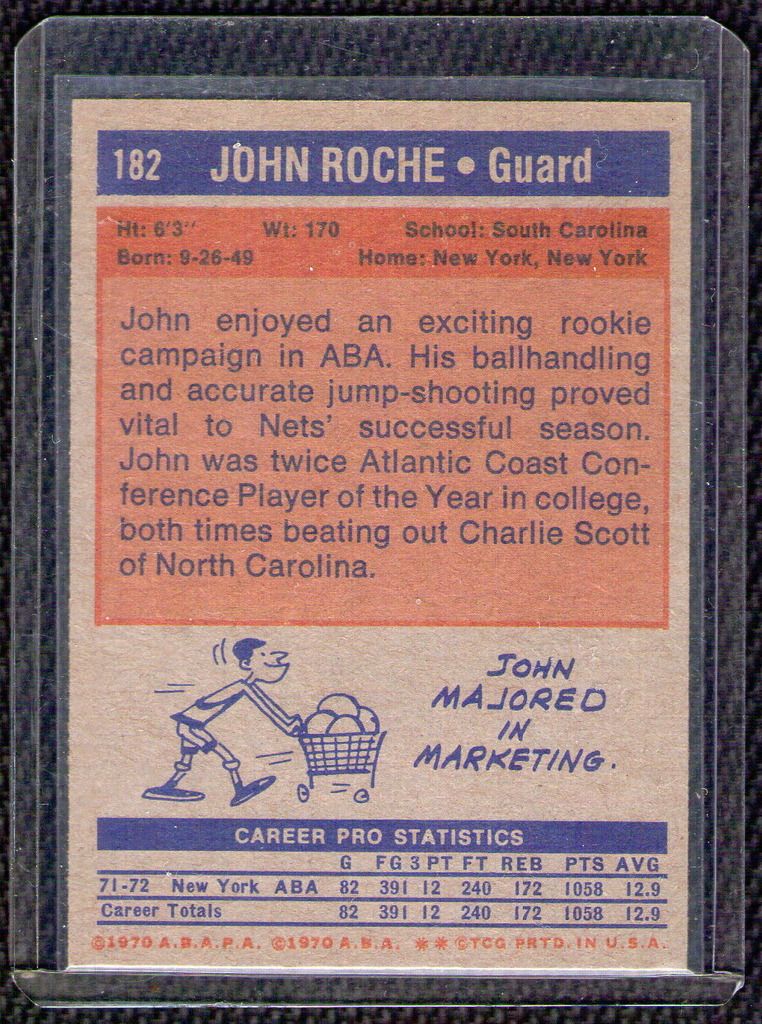 182 JOHN ROCHE • Guard
Ht: 6'3" Wt: 170 School: South Carolina
Born: 9-26-49 Home: New York, New York
John enjoyed an exciting rookie
campaign in ABA. His ballhandling
and accurate jump-shooting proved
vital to Nets' successful season.
John was twice Atlantic Coast Con-
ference Player of the Year in college,
both times beating out Charlie Scott
of North Carolina.
JOHN
MAJORED
IN
MARKETING.
CAREER PRO STATISTICS
G FG 3PT FT REB PTS AVG
71-72 New York ABA 82 391 12 240 172 1058 12.9
Career Totals 82 391 12 240 172 1058 12.9
©1970 A.B.A.P.A. ©1970 A.B.A. ** ©TCG PRTD. IN U.S.A.